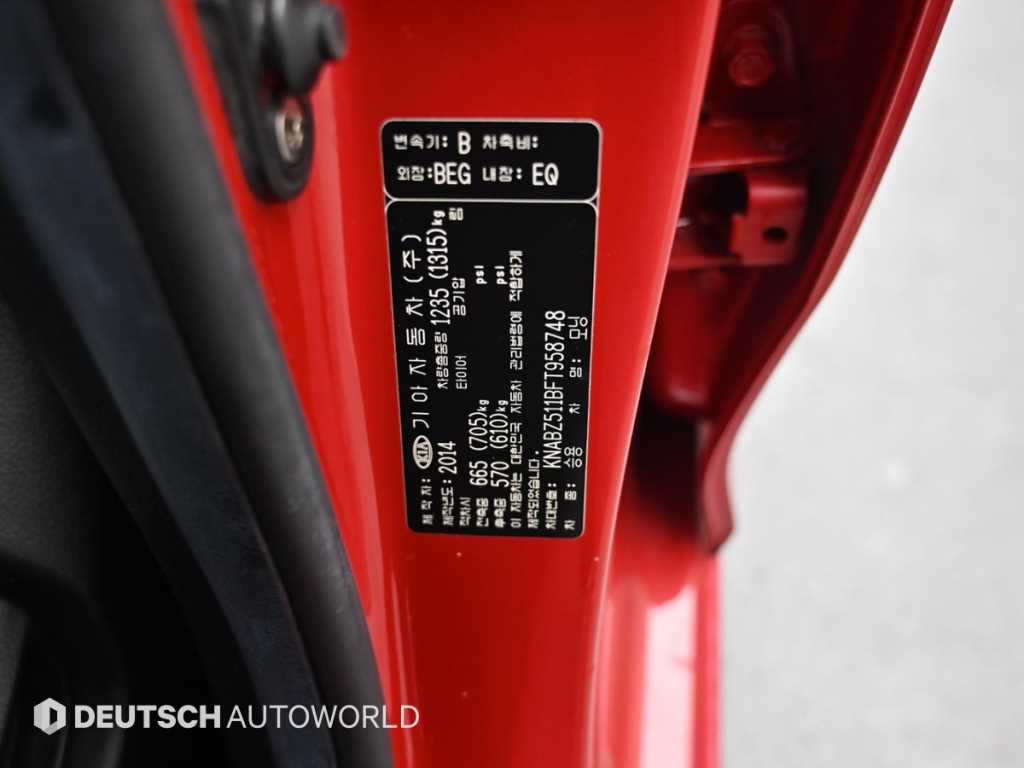 변속기: B 차축비:
외장:BEG 내장: EQ
제작자: KIA 기아자동차(주)
제작년도: 2014 차량총중량 1235 (1315)kg
적차시 타이어 공기압 림
전축중 665 (705)kg psi
후축중 570 (610)kg psi
이 자동차는 대한민국 자동차 관리법령에 적합하게
제작되었습니다.
차대번호: KNABZ511BFT958748
차 종: 승용 차 명: 모닝
DEUTSCH AUTOWORLD